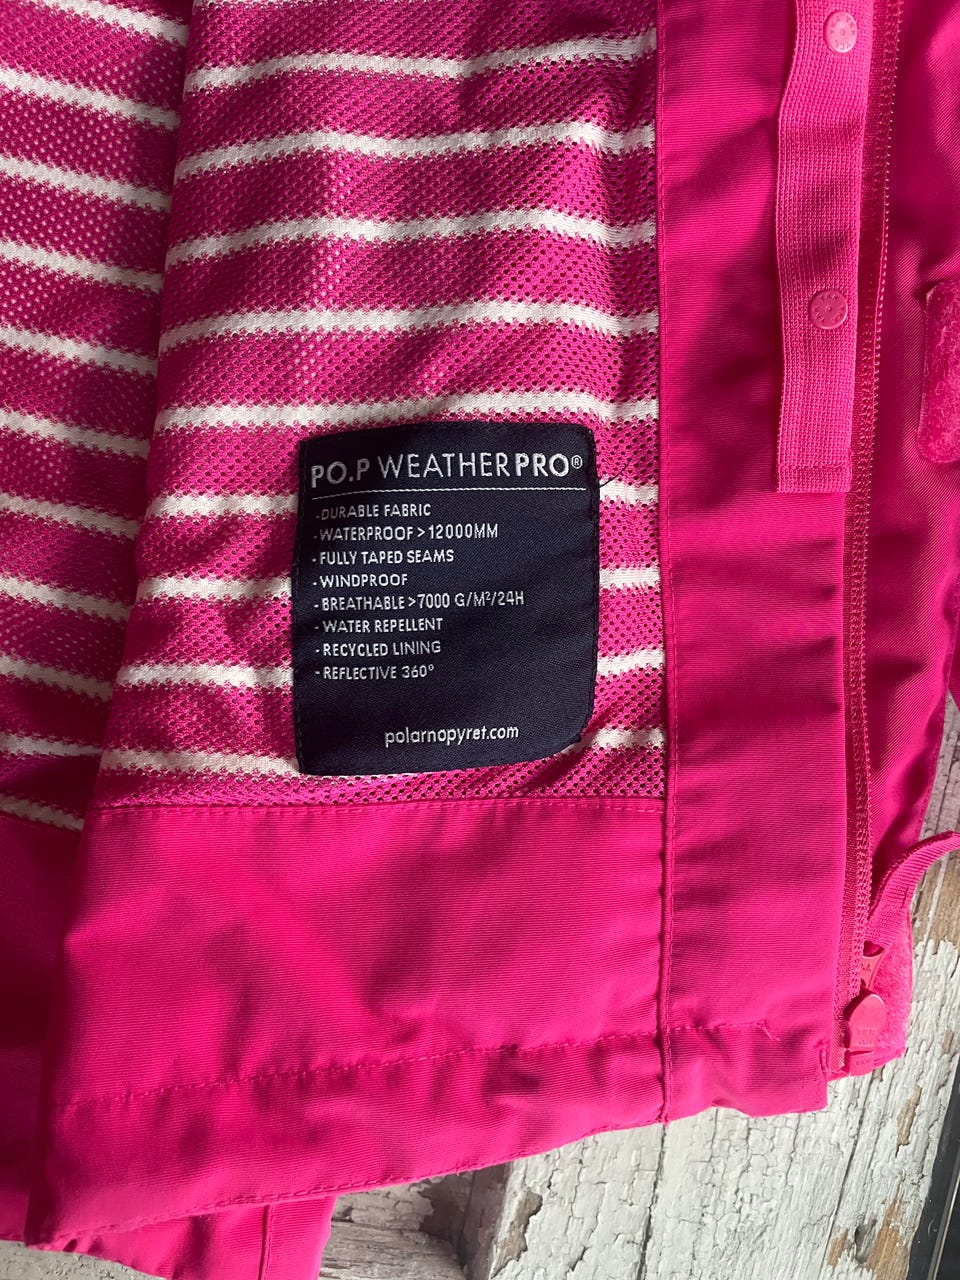 PO.P WEATHERPRO®
-DURABLE FABRIC
-WATERPROOF >12000MM
-FULLY TAPED SEAMS
-WINDPROOF
-BREATHABLE >7000 G/M²/24H
-WATER REPELLENT
-RECYCLED LINING
-REFLECTIVE 360°
polarnopyret.com